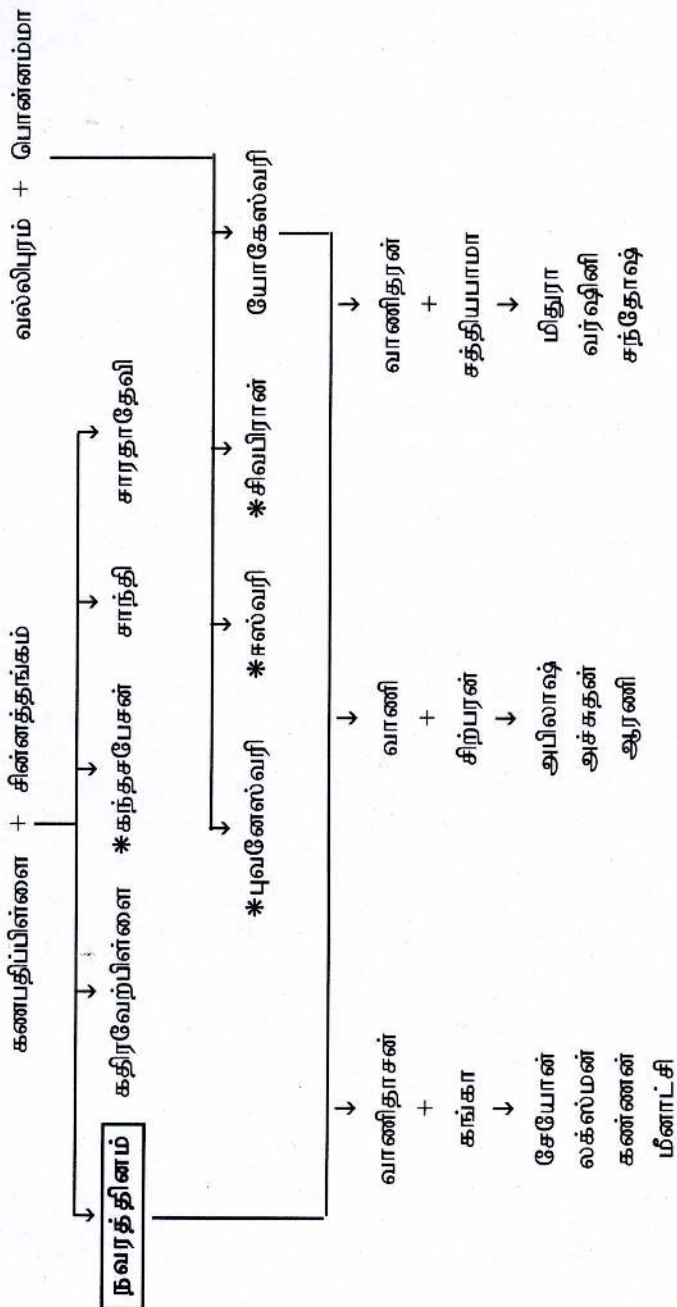 கணபதிப்பிள்ளை + சின்னத்தங்கம்
வல்லிபுரம் + பொன்னம்மா
நவரத்தினம் கதிரவேற்பிள்ளை *கந்தசபேசன் சாந்தி சாரதாதேவி
*புவனேஸ்வரி *ஈஸ்வரி *சிவபிரான் யோகேஸ்வரி
வாணிதாசன்
+
கங்கா
சேயோன்
லக்ஸ்மன்
கண்ணன்
மீனாட்சி
வாணி
+
சிற்பரன்
அபிலாஷ்
அச்சுதன்
ஆரணி
வாணிதரன்
+
சத்தியபாமா
மிதுரா
வர்ஷினி
சந்தோஷ்